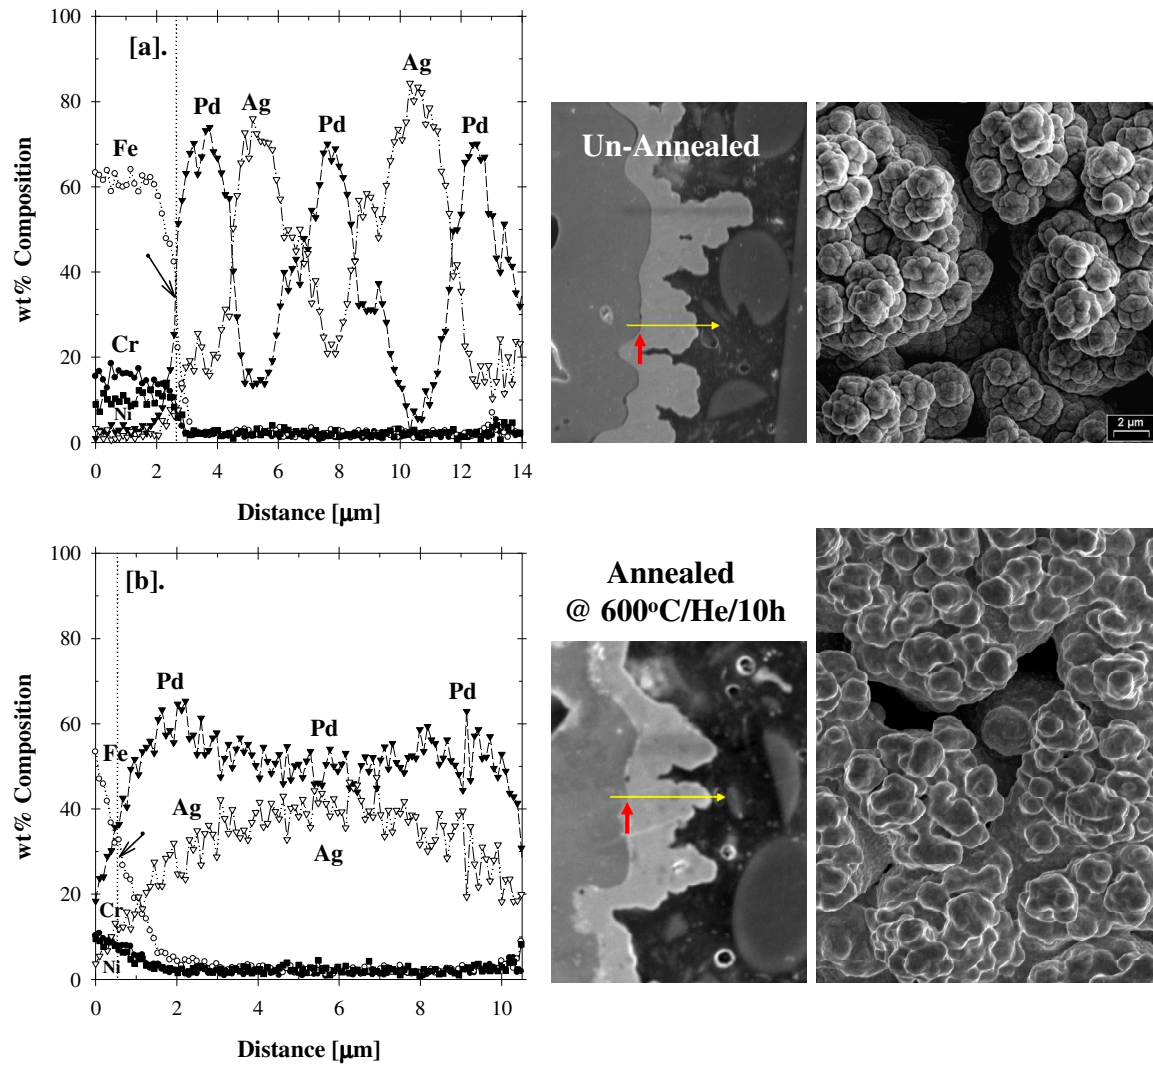 100
80
60
40
20
0
wt% Composition
[a].
Fe
Pd
Ag
Pd
Ag
Pd
Cr
Ni
0 2 4 6 8 10 12 14
Distance [μm]
Un-Annealed
2 μm
100
80
60
40
20
0
wt% Composition
[b].
Fe
Pd
Pd
Pd
Ag
Ag
Cr
Ni
0 2 4 6 8 10
Distance [μm]
Annealed
@ 600°C/He/10h